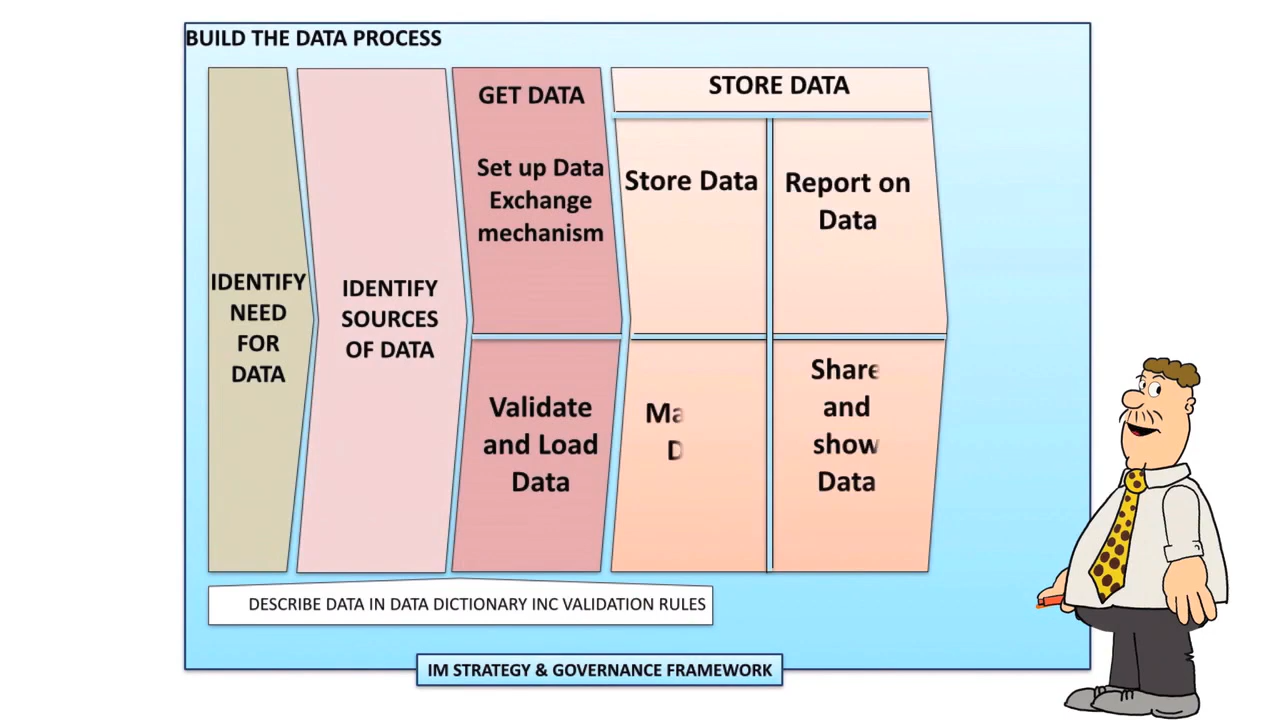 BUILD THE DATA PROCESS
IDENTIFY
NEED
FOR
DATA
IDENTIFY
SOURCES
OF DATA
GET DATA
Set up Data
Exchange
mechanism
Validate
and Load
Data
STORE DATA
Store Data
Report on
Data
Share
and
show
Data
DESCRIBE DATA IN DATA DICTIONARY INC VALIDATION RULES
IM STRATEGY & GOVERNANCE FRAMEWORK